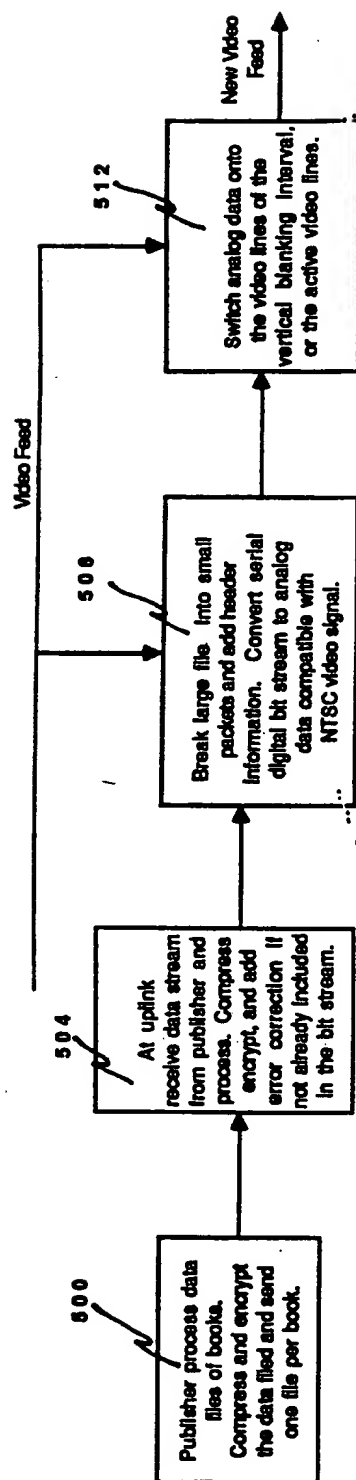 500
Publisher process data
files of books.
Compress and encrypt
the data filed and send
one file per book.
504
At uplink
receive data stream
from publisher and
process. Compress
encrypt, and add
error correction if
not already included
in the bit stream.
Video Feed
508
Break large file into small
packets and add header
information. Convert serial
digital bit stream to analog
data compatible with
NTSC video signal.
512
Switch analog data onto
the video lines of the
vertical blanking interval,
or the active video lines.
New Video
Feed